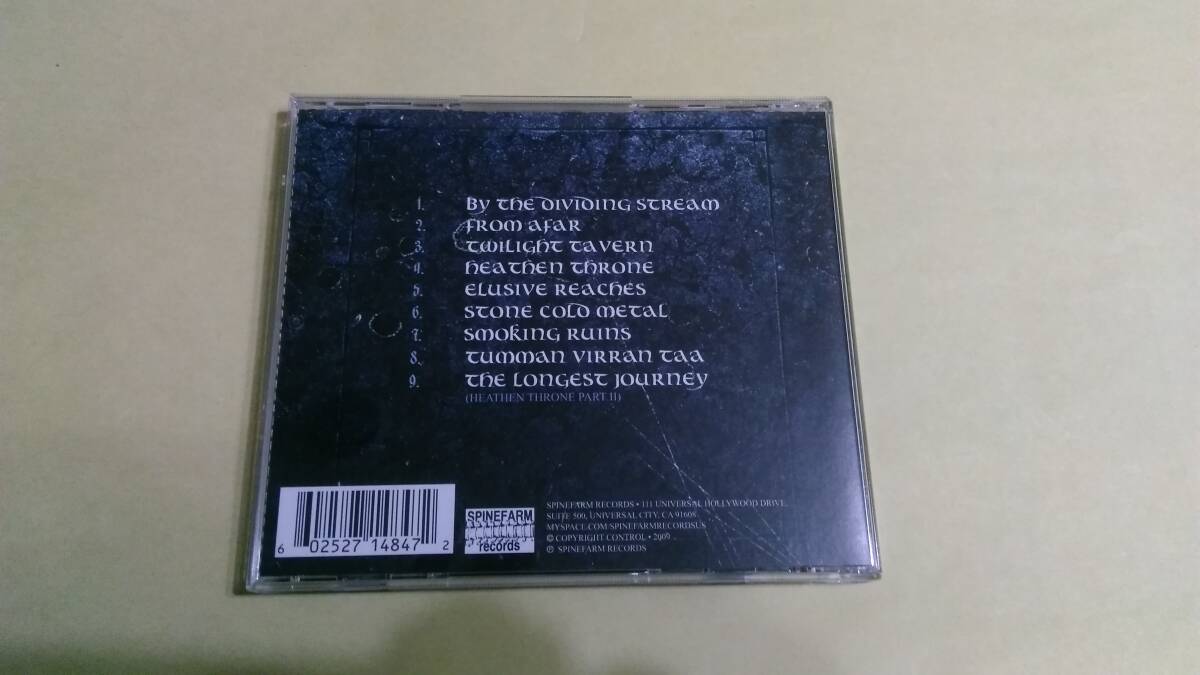 1. BY THE DIVIDING STREAM
2. FROM AFAR
3. TWILIGHT TAVERN
4. HEATHEN THRONE
5. ELUSIVE REACHES
6. STONE COLD METAL
7. SMOKING RUINS
8. TUMMAN VIRRAN TAA
9. THE LONGEST JOURNEY
(HEATHEN THRONE PART II)
6 02527 14847 2
SPINEFARM
records
SPINEFARM RECORDS • 111 UNIVERSAL HOLLYWOOD DRIVE,
SUITE 500, UNIVERSAL CITY, CA 91608
MYSPACE.COM/SPINEFARMRECORDSUS
© COPYRIGHT CONTROL • 2009
℗ SPINEFARM RECORDS